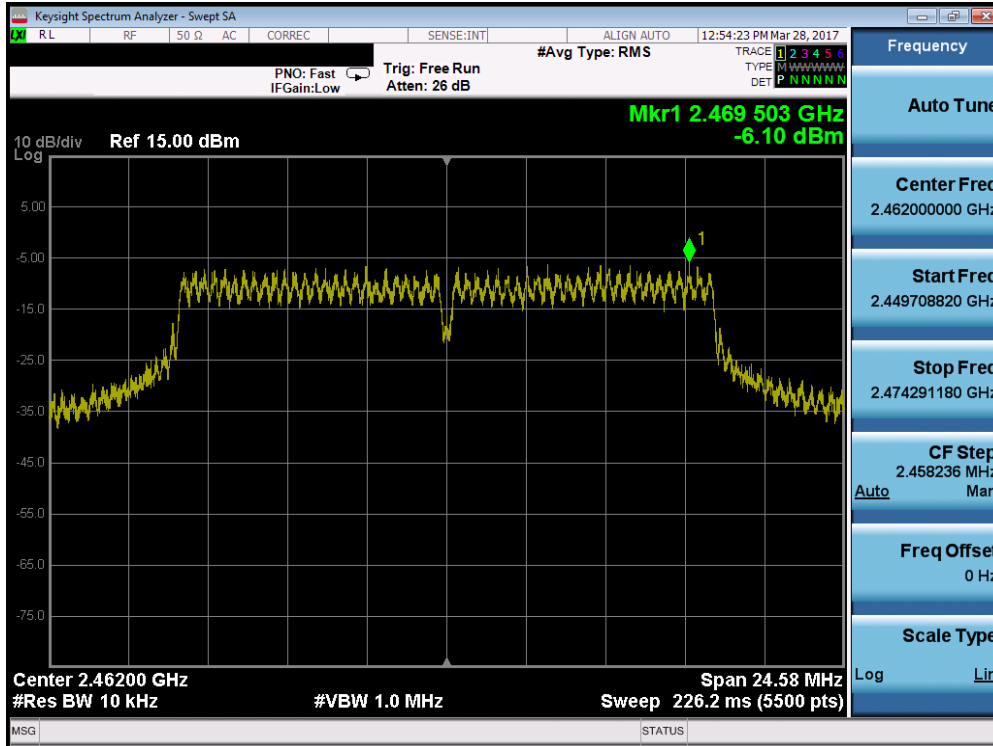 Keysight Spectrum Analyzer - Swept SA
LXI RL RF 50 Ω AC CORREC SENSE:INT ALIGN AUTO 12:54:23 PM Mar 28, 2017
Frequency
#Avg Type: RMS
TRACE 1 2 3 4 5 6
TYPE M WWWWW
DET P N N N N N
PNO: Fast
IFGain:Low
Trig: Free Run
Atten: 26 dB
Mkr1 2.469 503 GHz
-6.10 dBm
10 dB/div
Log
Ref 15.00 dBm
1
5.00
-5.00
-15.0
-25.0
-35.0
-45.0
-55.0
-65.0
-75.0
Center 2.46200 GHz
Span 24.58 MHz
#Res BW 10 kHz
#VBW 1.0 MHz
Sweep 226.2 ms (5500 pts)
Auto Tune
Center Freq
2.462000000 GHz
Start Freq
2.449708820 GHz
Stop Freq
2.474291180 GHz
CF Step
2.458236 MHz
Auto Man
Freq Offset
0 Hz
Scale Type
Log Lin
MSG
STATUS